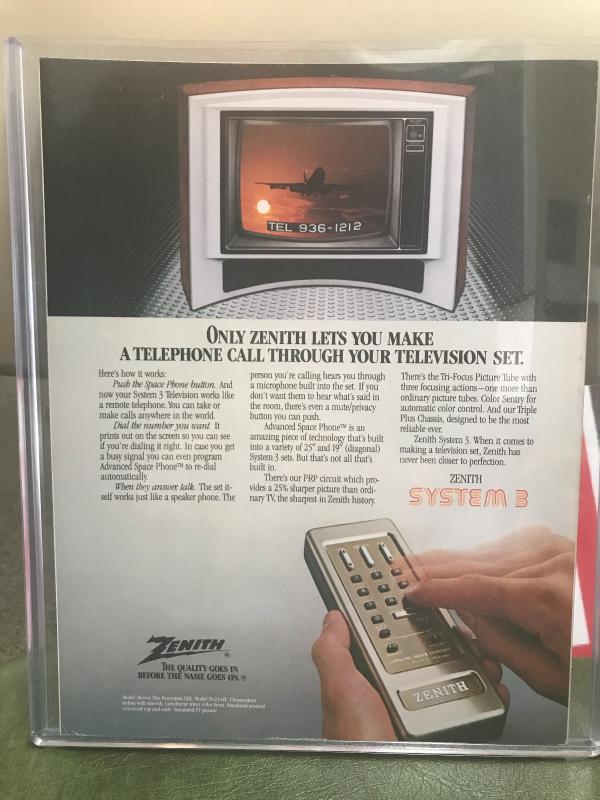 TEL 936-1212
ONLY ZENITH LETS YOU MAKE
A TELEPHONE CALL THROUGH YOUR TELEVISION SET.
Here's how it works:
Push the Space Phone button. And
now your System 3 Television works like
a remote telephone. You can take or
make calls anywhere in the world.
Dial the number you want. It
prints out on the screen so you can see
if you're dialing it right. In case you get
a busy signal you can even program
Advanced Space Phone™ to re-dial
automatically.
When they answer talk. The set it-
self works just like a speaker phone. The
person you're calling hears you through
a microphone built into the set. If you
don't want them to hear what's said in
the room, there's even a mute/privacy
button you can push.
Advanced Space Phone™ is an
amazing piece of technology that's built
into a variety of 25" and 19" (diagonal)
System 3 sets. But that's not all that's
built in.
There's our PRP circuit which pro-
vides a 25% sharper picture than ordi-
nary TV, the sharpest in Zenith history.
There's the Tri-Focus Picture Tube with
three focusing actions—one more than
ordinary picture tubes. Color Sentry for
automatic color control. And our Triple
Plus Chassis, designed to be the most
reliable ever.
Zenith System 3. When it comes to
making a television set, Zenith has
never been closer to perfection.
ZENITH
SYSTEM 3
ZENITH®
THE QUALITY GOES IN
BEFORE THE NAME GOES ON.®
ZENITH